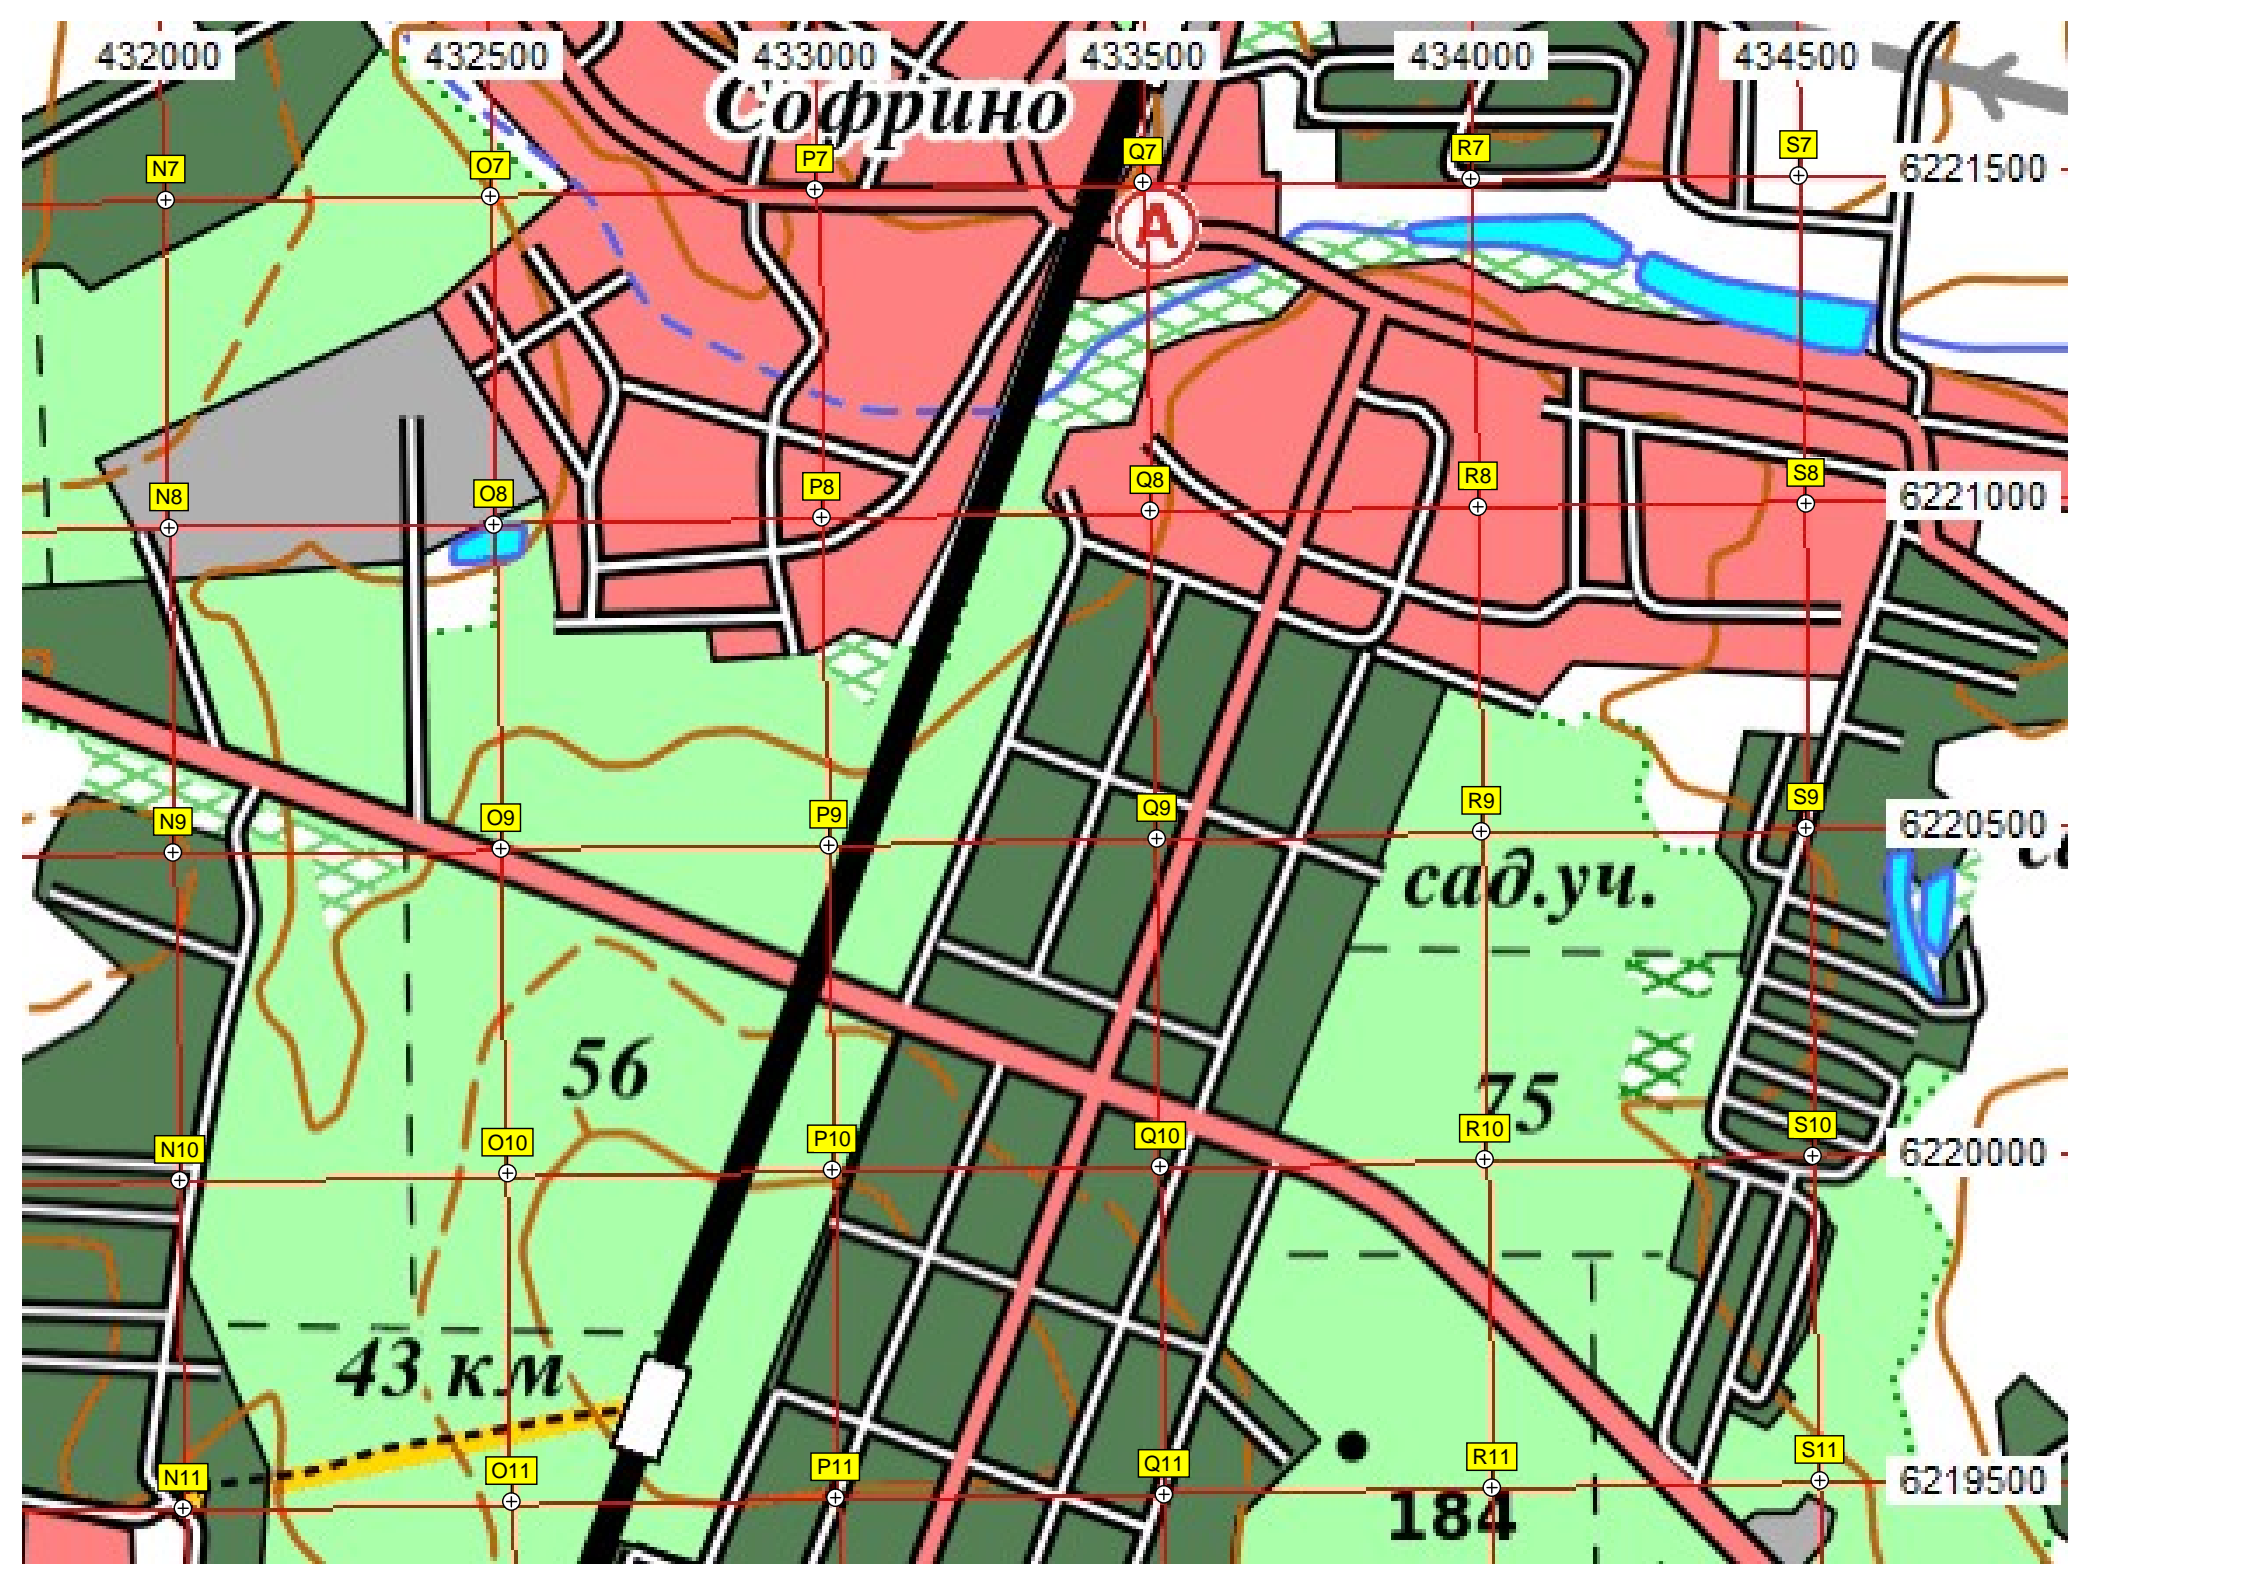 432000 432500 433000 433500 434000 434500
Софрино
N7 O7 P7 Q7 R7 S7 6221500
А
N8 O8 P8 Q8 R8 S8 6221000
N9 O9 P9 Q9 R9 S9 6220500
сад.уч.
56
75
N10 O10 P10 Q10 R10 S10 6220000
43 км
N11 O11 P11 Q11 R11 S11 6219500
184